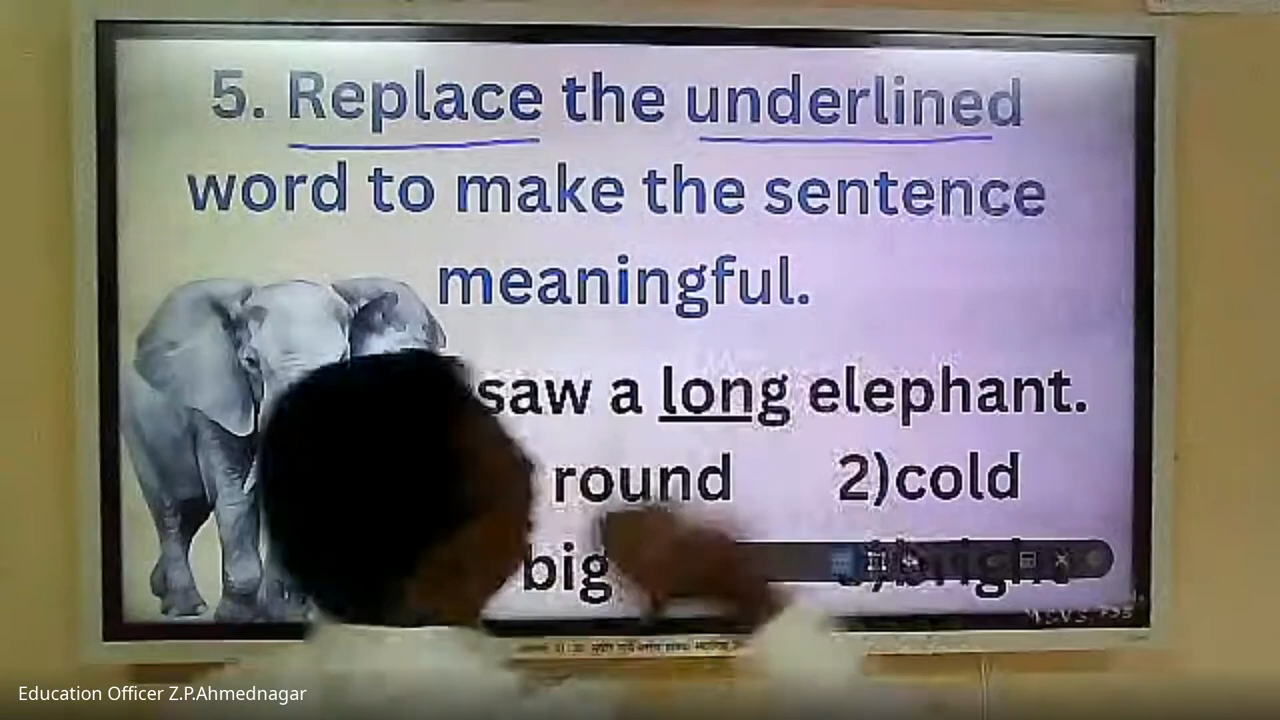 5. Replace the underlined
word to make the sentence
meaningful.
saw a long elephant.
round 2)cold
big bright
Education Officer Z.P.Ahmednagar